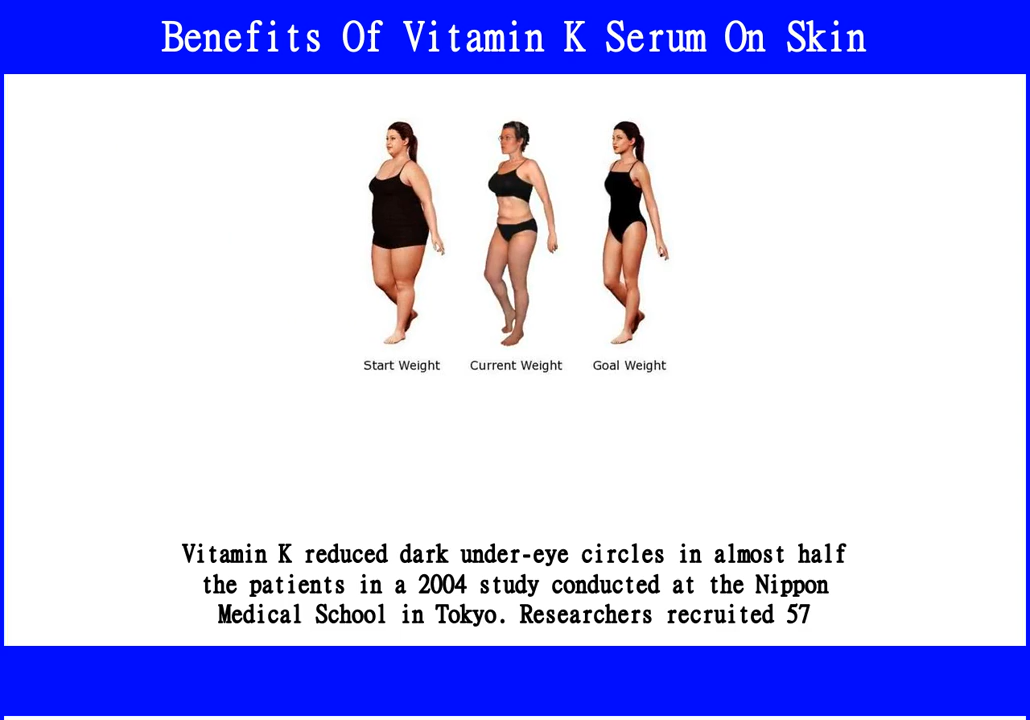 Benefits Of Vitamin K Serum On Skin
Start Weight Current Weight Goal Weight
Vitamin K reduced dark under-eye circles in almost half
the patients in a 2004 study conducted at the Nippon
Medical School in Tokyo. Researchers recruited 57